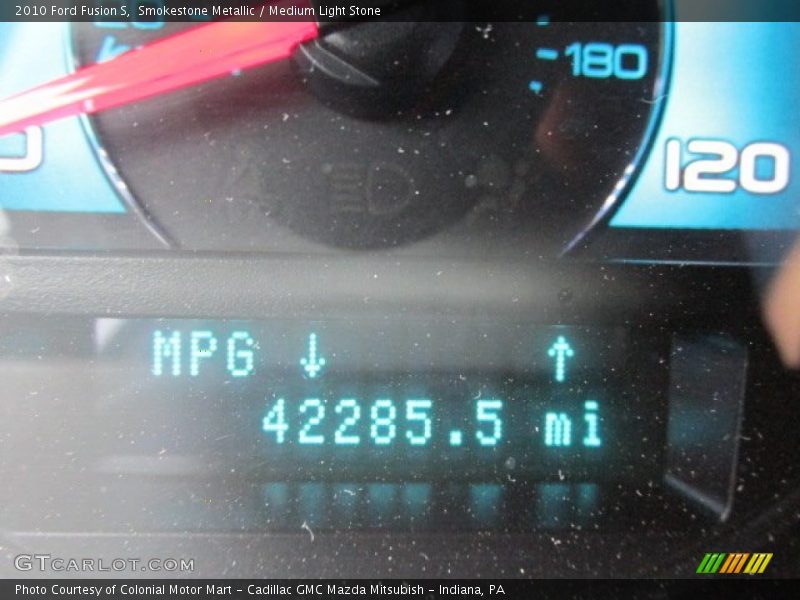 2010 Ford Fusion S, Smokestone Metallic / Medium Light Stone
180
120
MPG ↓ ↑
42285.5 mi
GTCARLOT.COM
Photo Courtesy of Colonial Motor Mart - Cadillac GMC Mazda Mitsubish - Indiana, PA